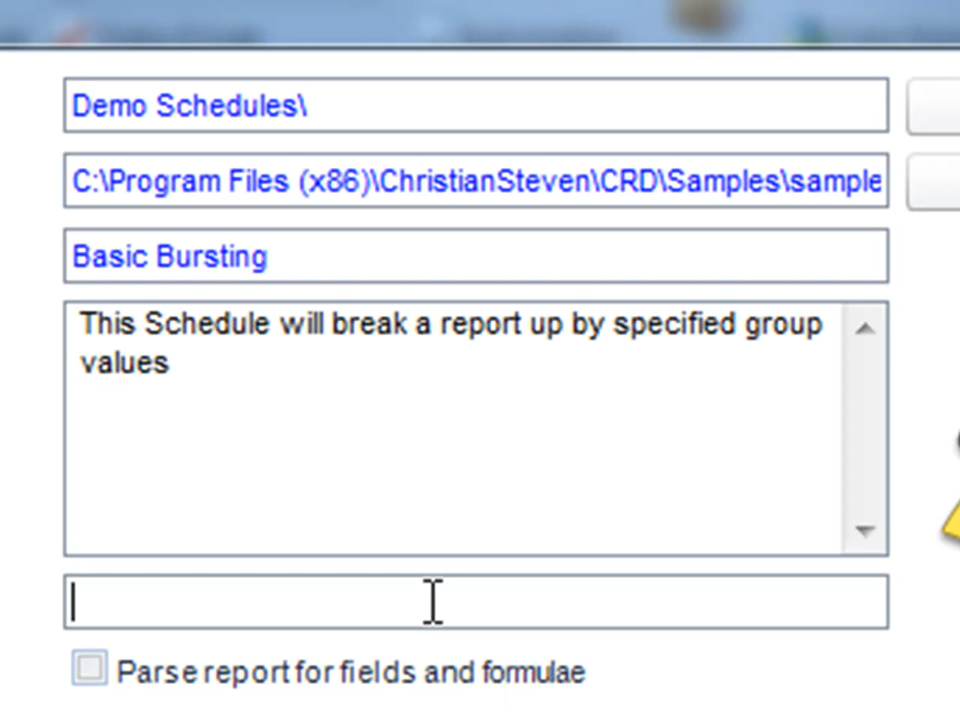 Demo Schedules\
C:\Program Files (x86)\ChristianSteven\CRD\Samples\sample
Basic Bursting
This Schedule will break a report up by specified group
values
Parse report for fields and formulae